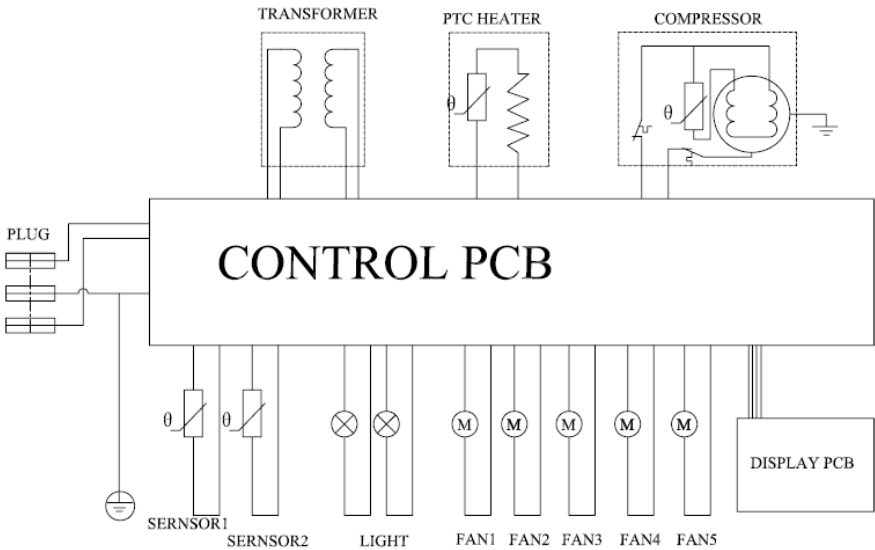 TRANSFORMER
PTC HEATER
COMPRESSOR
θ
θ
PLUG
CONTROL PCB
θ
θ
M
M
M
M
M
DISPLAY PCB
SERNSOR1
SERNSOR2
LIGHT
FAN1
FAN2
FAN3
FAN4
FAN5